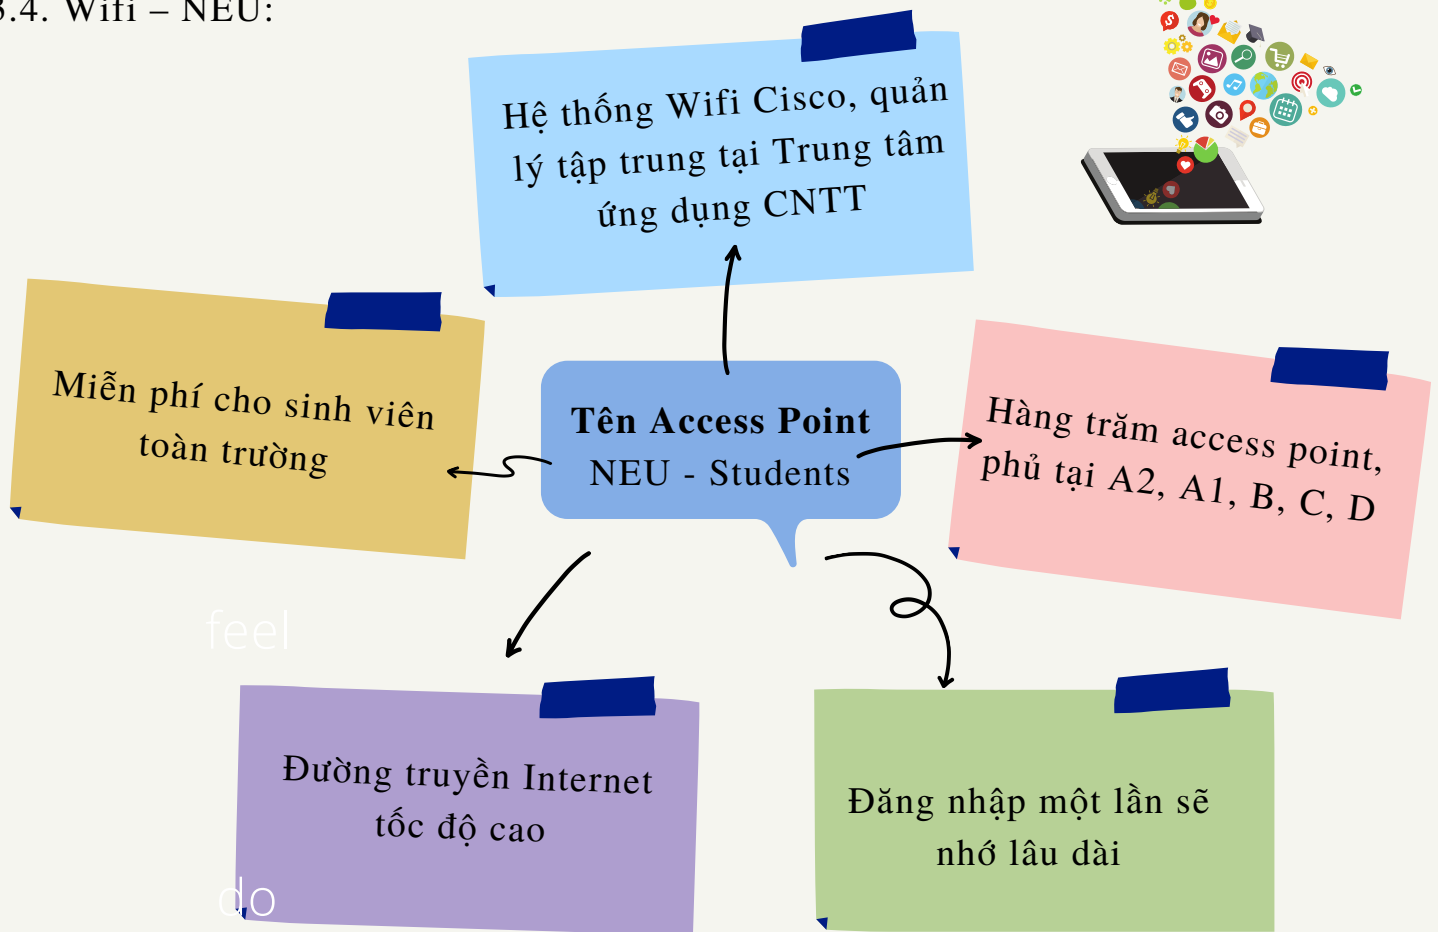 3.4. Wifi – NEU:
Hệ thống Wifi Cisco, quản
lý tập trung tại Trung tâm
ứng dụng CNTT
Miễn phí cho sinh viên
toàn trường
Tên Access Point
NEU - Students
Hàng trăm access point,
phủ tại A2, A1, B, C, D
feel
Đường truyền Internet
tốc độ cao
Đăng nhập một lần sẽ
nhớ lâu dài
do